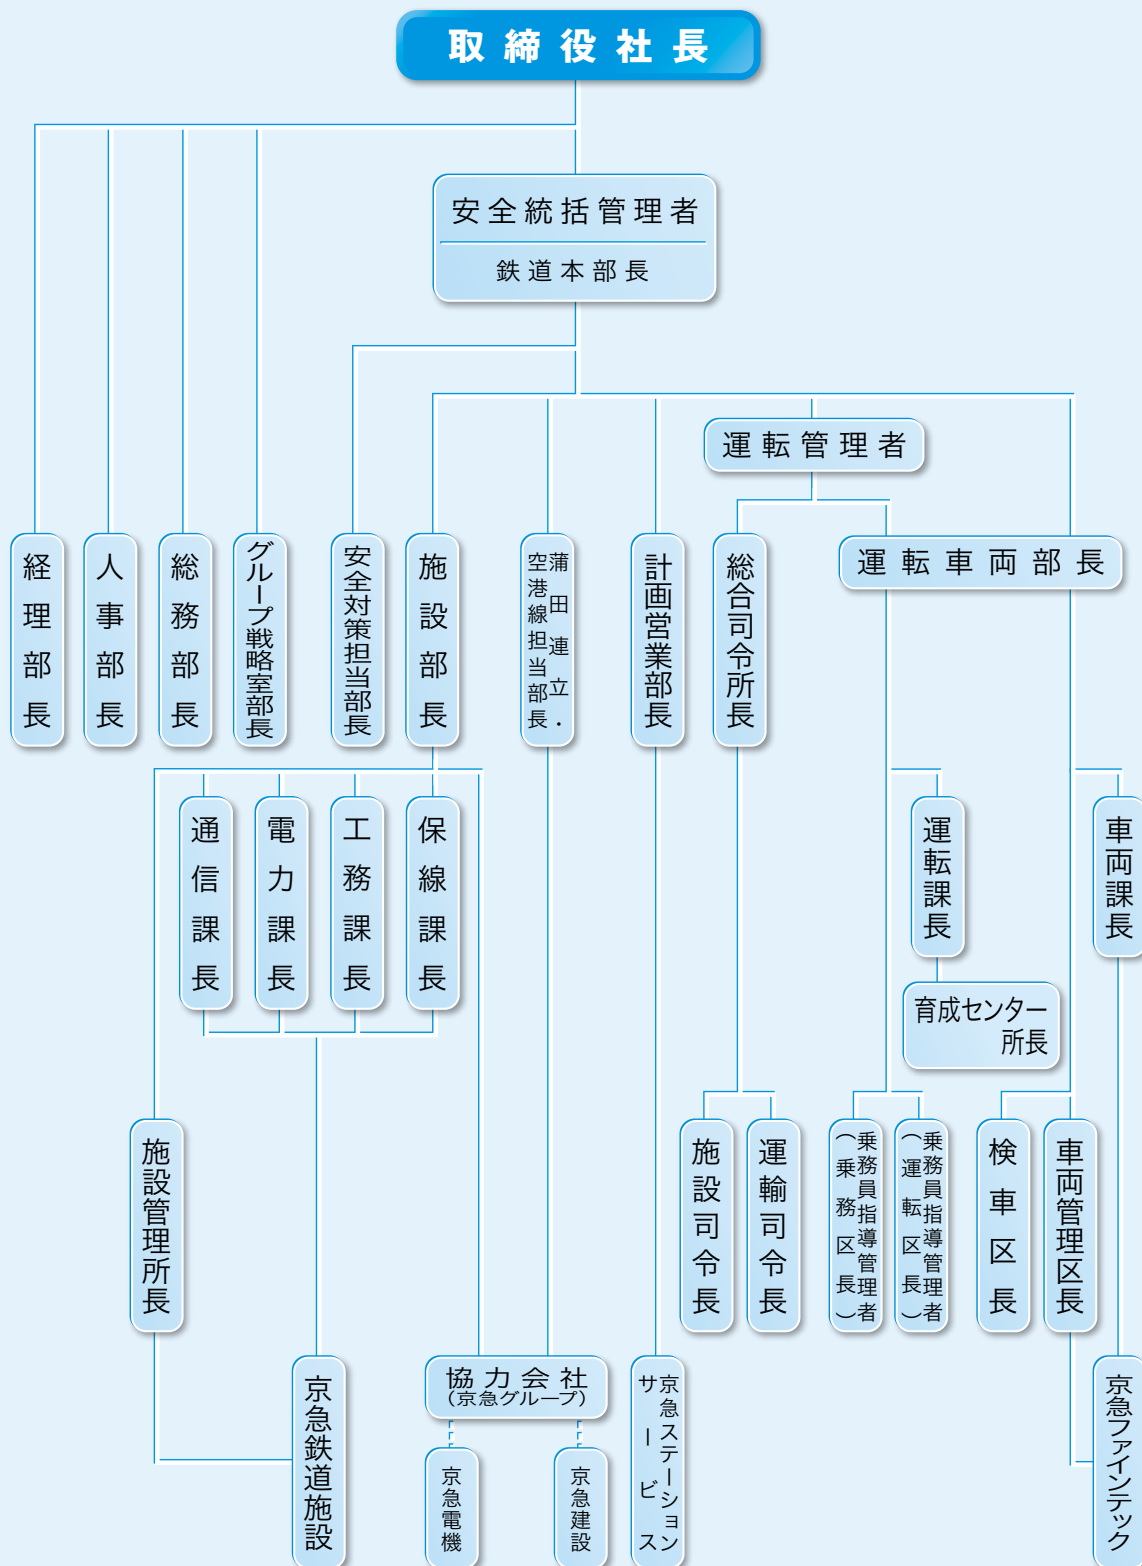 取締役社長
安全統括管理者
鉄道本部長
運転管理者
経理部長
人事部長
総務部長
グループ戦略室部長
安全対策担当部長
施設部長
蒲田連立・
空港線担当部長
計画営業部長
総合司令所長
運転車両部長
通信課長
電力課長
工務課長
保線課長
運転課長
車両課長
育成センター
所長
施設管理所長
施設司令長
運輸司令長
乗務員指導管理者
（乗務区長）
乗務員指導管理者
（運転区長）
検車区長
車両管理区長
京急鉄道施設
協力会社
(京急グループ)
京急電機
京急建設
京急ステーション
サービス
京急ファインテック